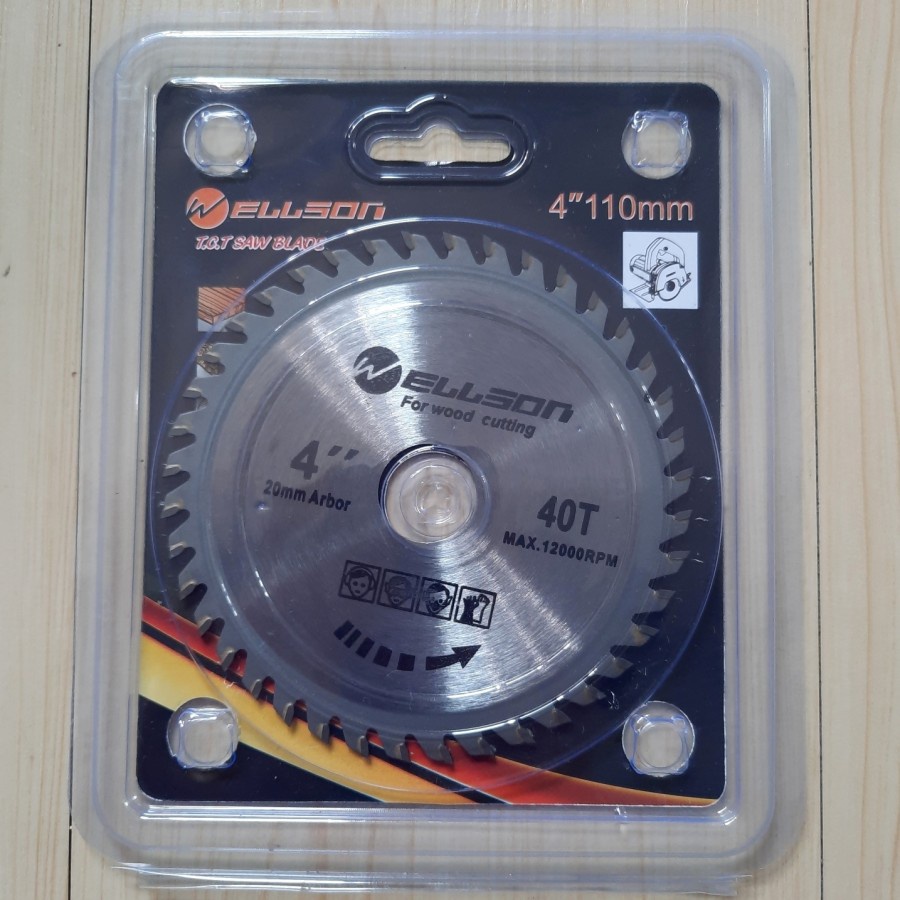 WELLSON
4" 110mm
T.C.T SAW BLADE
WELLSON
For wood cutting
4"
20mm Arbor
40T
MAX.12000RPM